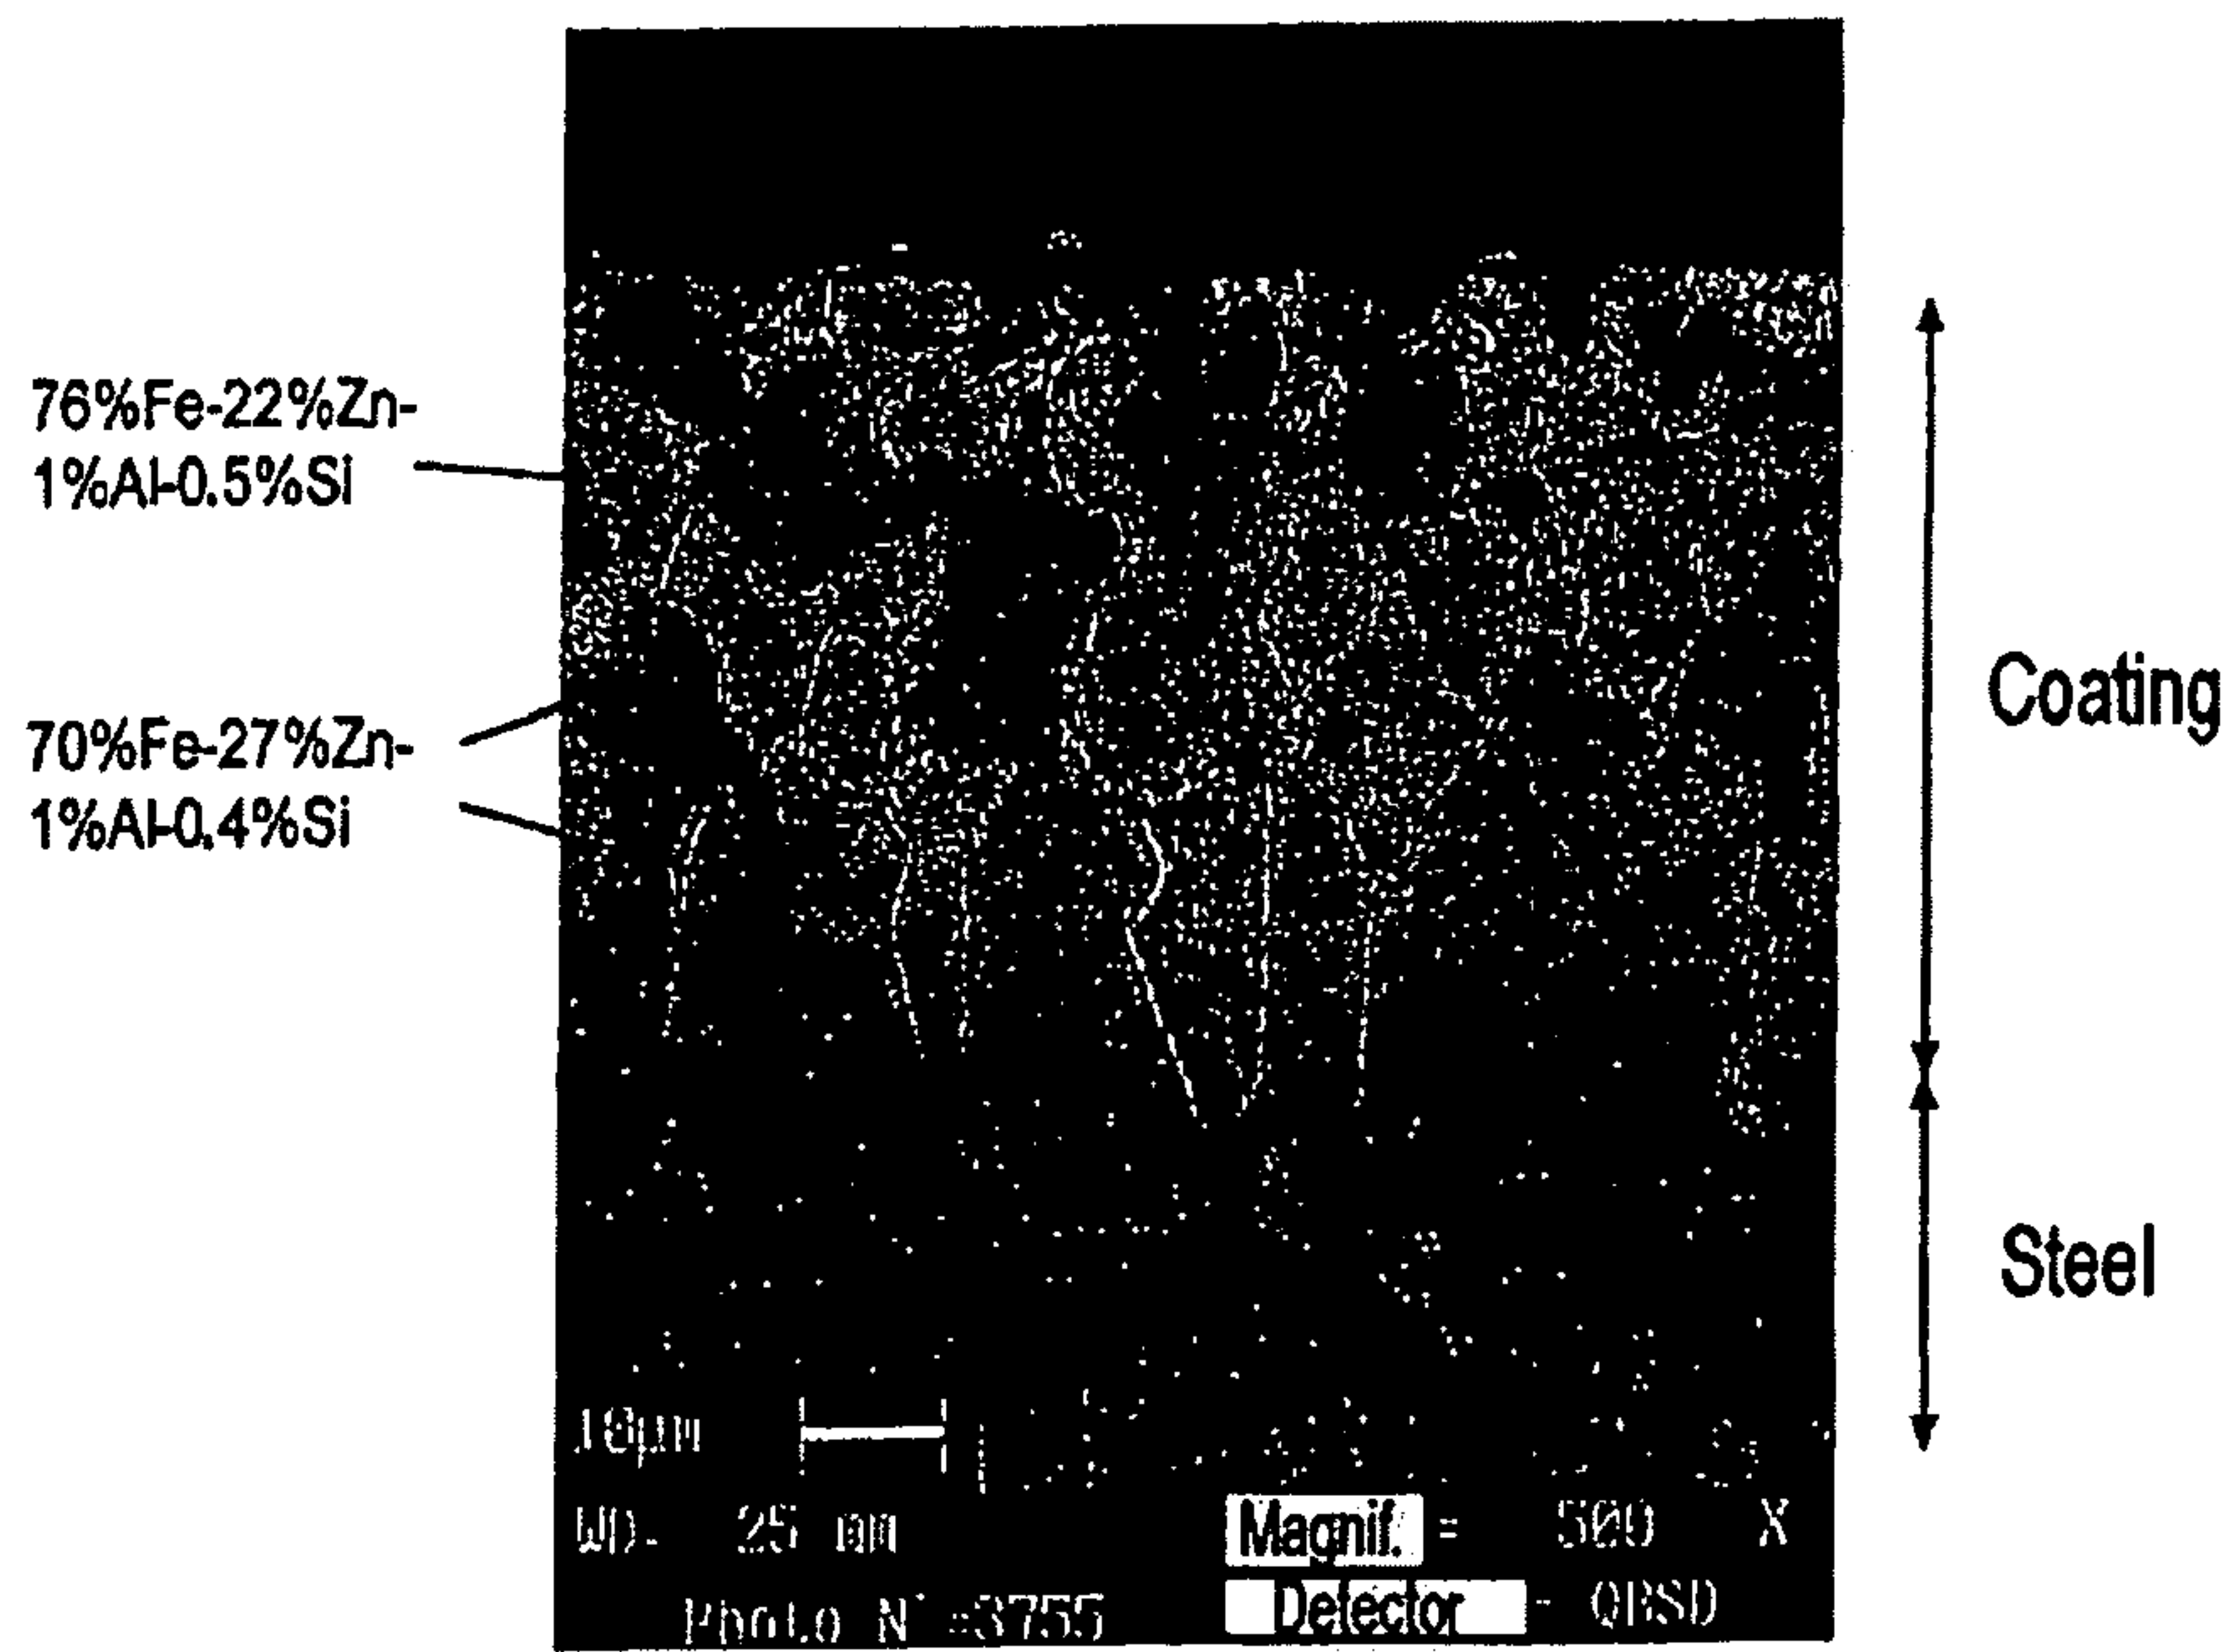 76%Fe-22%Zn-
1%Al-0.5%Si
70%Fe-27%Zn-
1%Al-0.4%Si
Coating
Steel
WD- 25 mm
Magnif. = 500 X
Photo N° =3755
Detector - QBSD